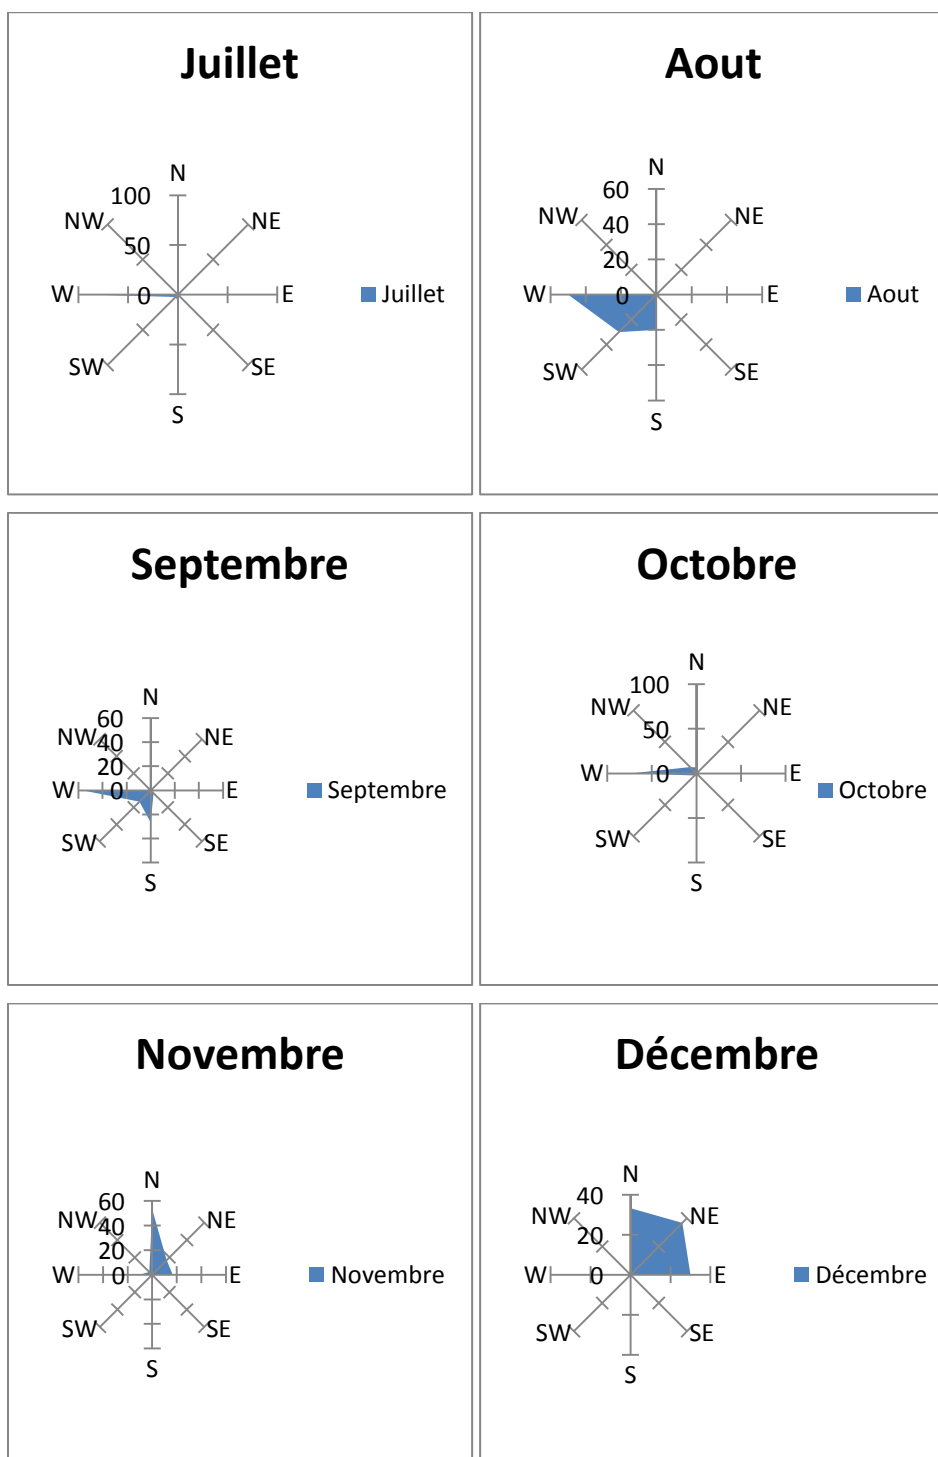 Juillet
N
100
NW
NE
50
W
0
E
Juillet
SW
SE
S
Aout
N
60
NW
NE
40
20
W
0
E
Aout
SW
SE
S
Septembre
N
60
NW
40
NE
20
W
0
E
Septembre
SW
SE
S
Octobre
N
100
NW
NE
50
W
0
E
Octobre
SW
SE
S
Novembre
N
60
NW
40
NE
20
W
0
E
Novembre
SW
SE
S
Décembre
N
40
NW
NE
20
W
0
E
Décembre
SW
SE
S